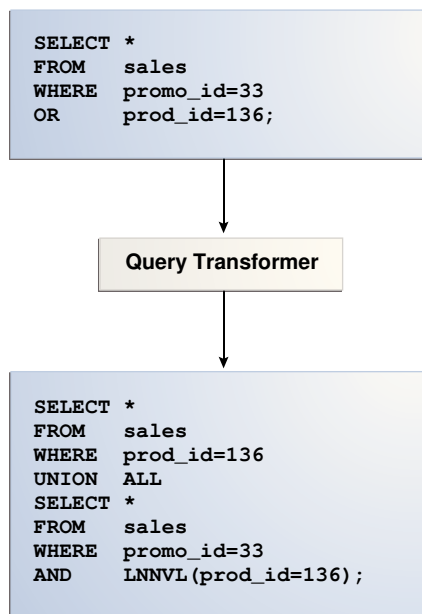 SELECT *
FROM sales
WHERE promo_id=33
OR prod_id=136;
Query Transformer
SELECT *
FROM sales
WHERE prod_id=136
UNION ALL
SELECT *
FROM sales
WHERE promo_id=33
AND LNNVL(prod_id=136);